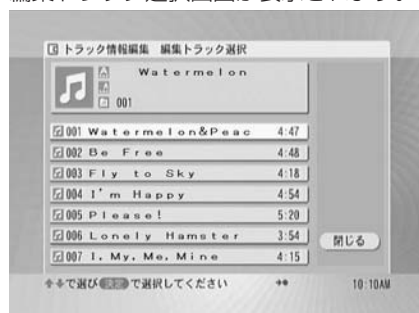 トラック情報編集 編集トラック選択
Watermelon
001
001 Watermelon&Peac 4:47
002 Be Free 4:48
003 Fly to Sky 4:18
004 I'm Happy 4:54
005 Please! 5:20
006 Lonely Hamster 3:54
007 I, My, Me, Mine 4:15
閉じる
で選び 決定 で選択してください
10:10AM